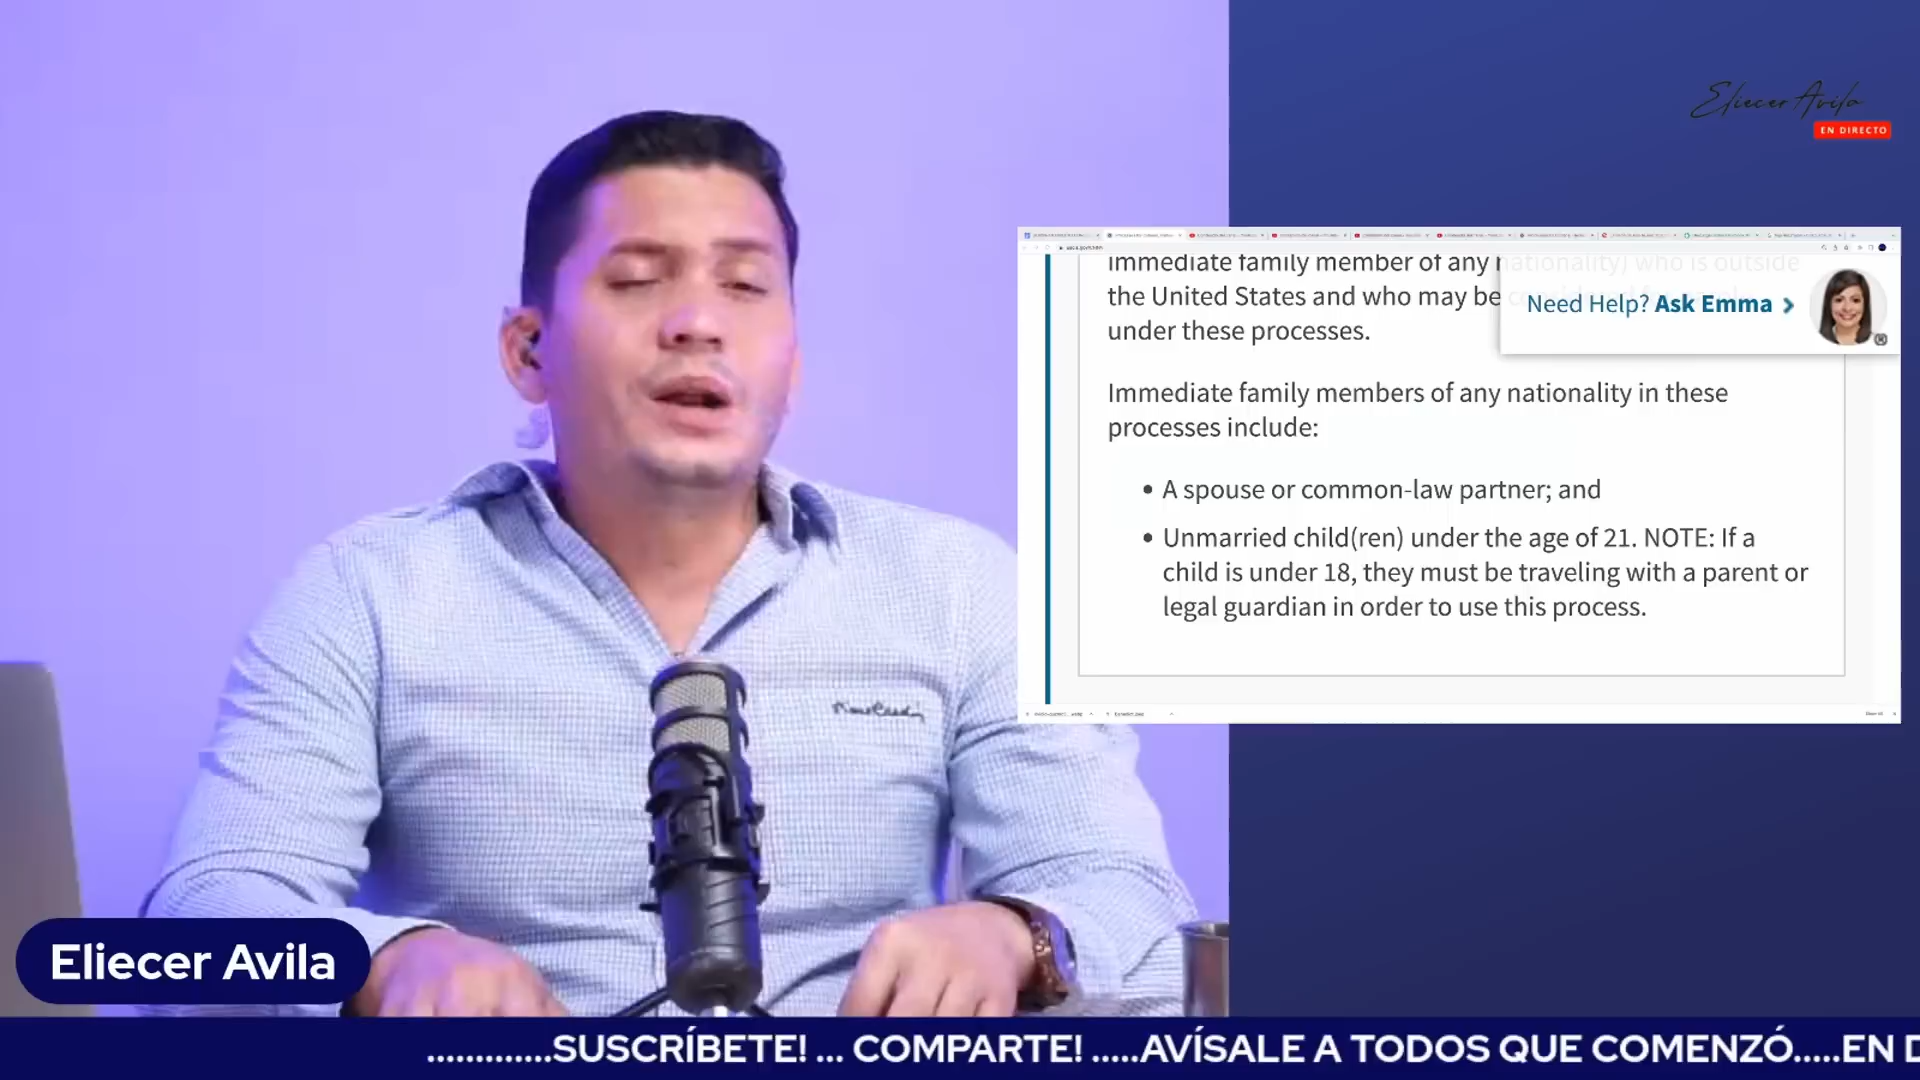 Eliecer Avila
EN DIRECTO
immediate family member of any nationality) who is outside
the United States and who may be
under these processes.
Need Help? Ask Emma
Immediate family members of any nationality in these
processes include:
• A spouse or common-law partner; and
• Unmarried child(ren) under the age of 21. NOTE: If a
child is under 18, they must be traveling with a parent or
legal guardian in order to use this process.
Eliecer Avila
............SUSCRÍBETE! ... COMPARTE! .....AVÍSALE A TODOS QUE COMENZÓ.....EN D